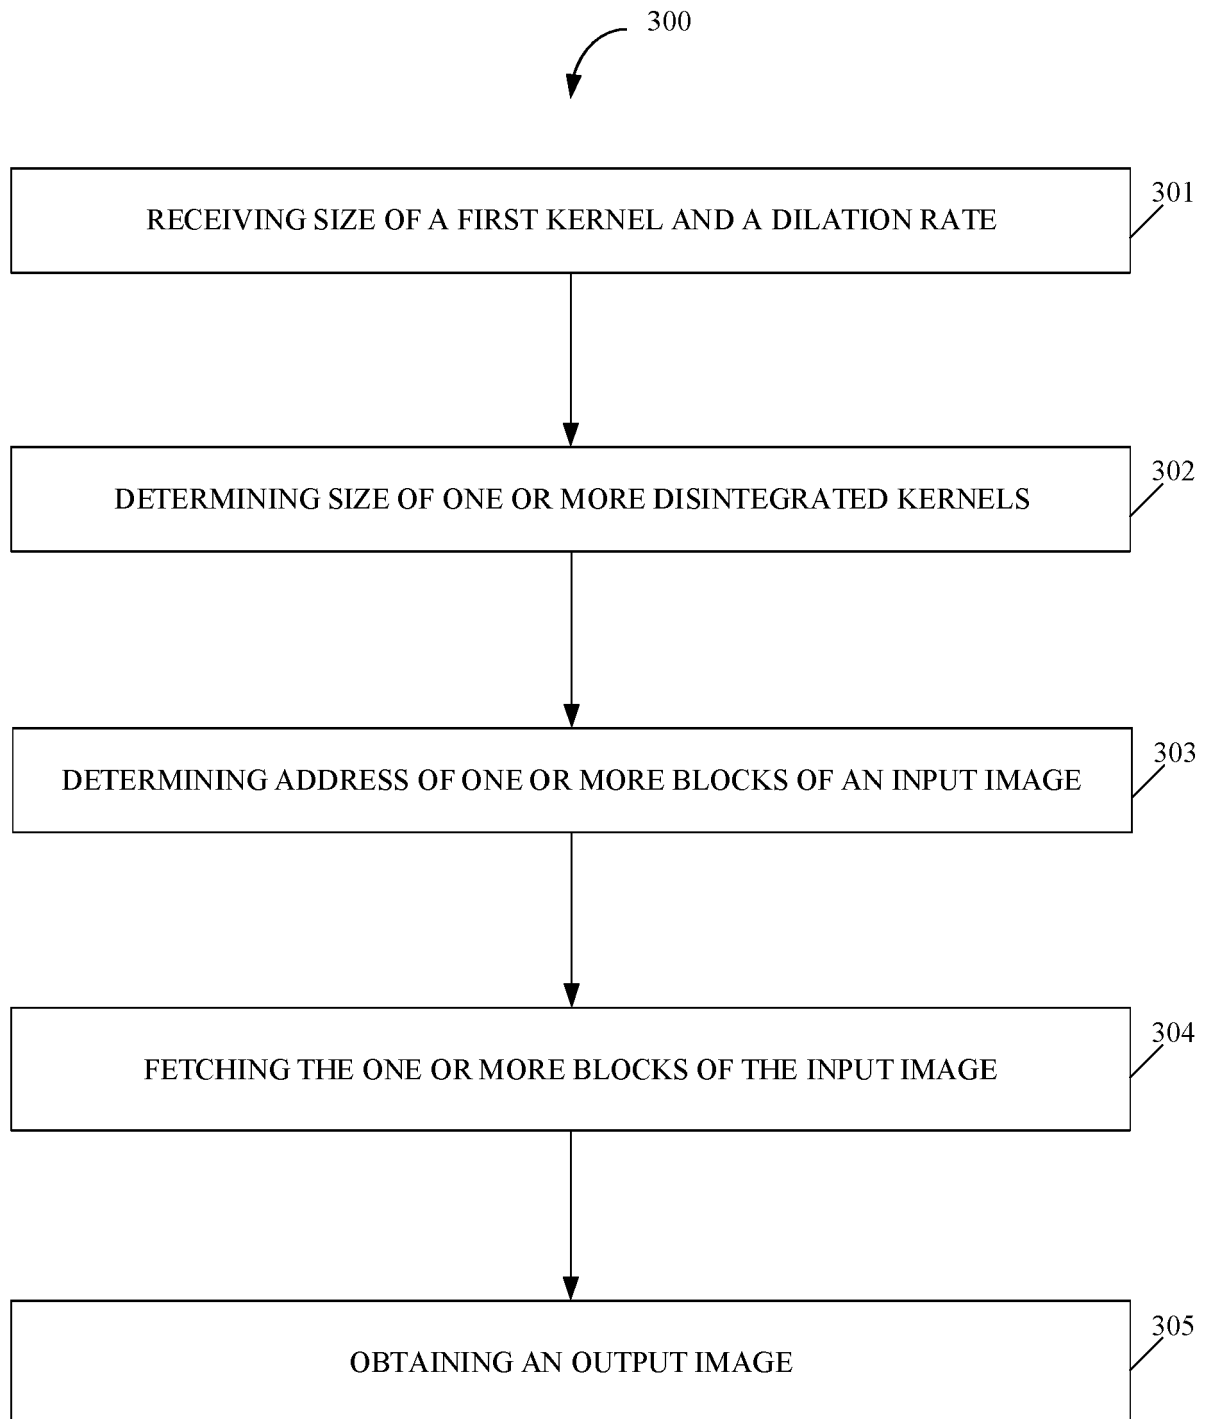 300
301
RECEIVING SIZE OF A FIRST KERNEL AND A DILATION RATE
302
DETERMINING SIZE OF ONE OR MORE DISINTEGRATED KERNELS
303
DETERMINING ADDRESS OF ONE OR MORE BLOCKS OF AN INPUT IMAGE
304
FETCHING THE ONE OR MORE BLOCKS OF THE INPUT IMAGE
305
OBTAINING AN OUTPUT IMAGE